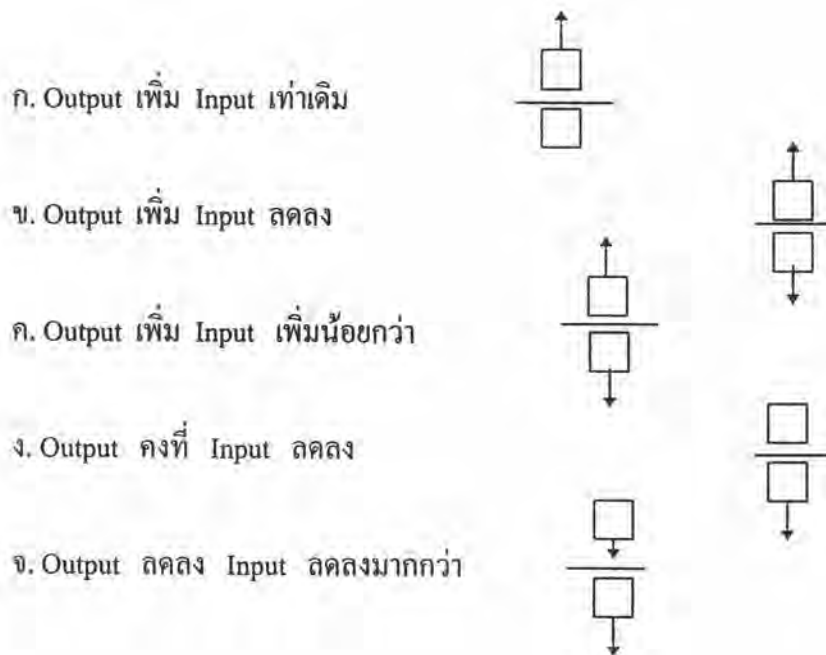 ก. Output เพิ่ม Input เท่าเดิม
ข. Output เพิ่ม Input ลดลง
ค. Output เพิ่ม Input เพิ่มน้อยกว่า
ง. Output คงที่ Input ลดลง
จ. Output ลดลง Input ลดลงมากกว่า